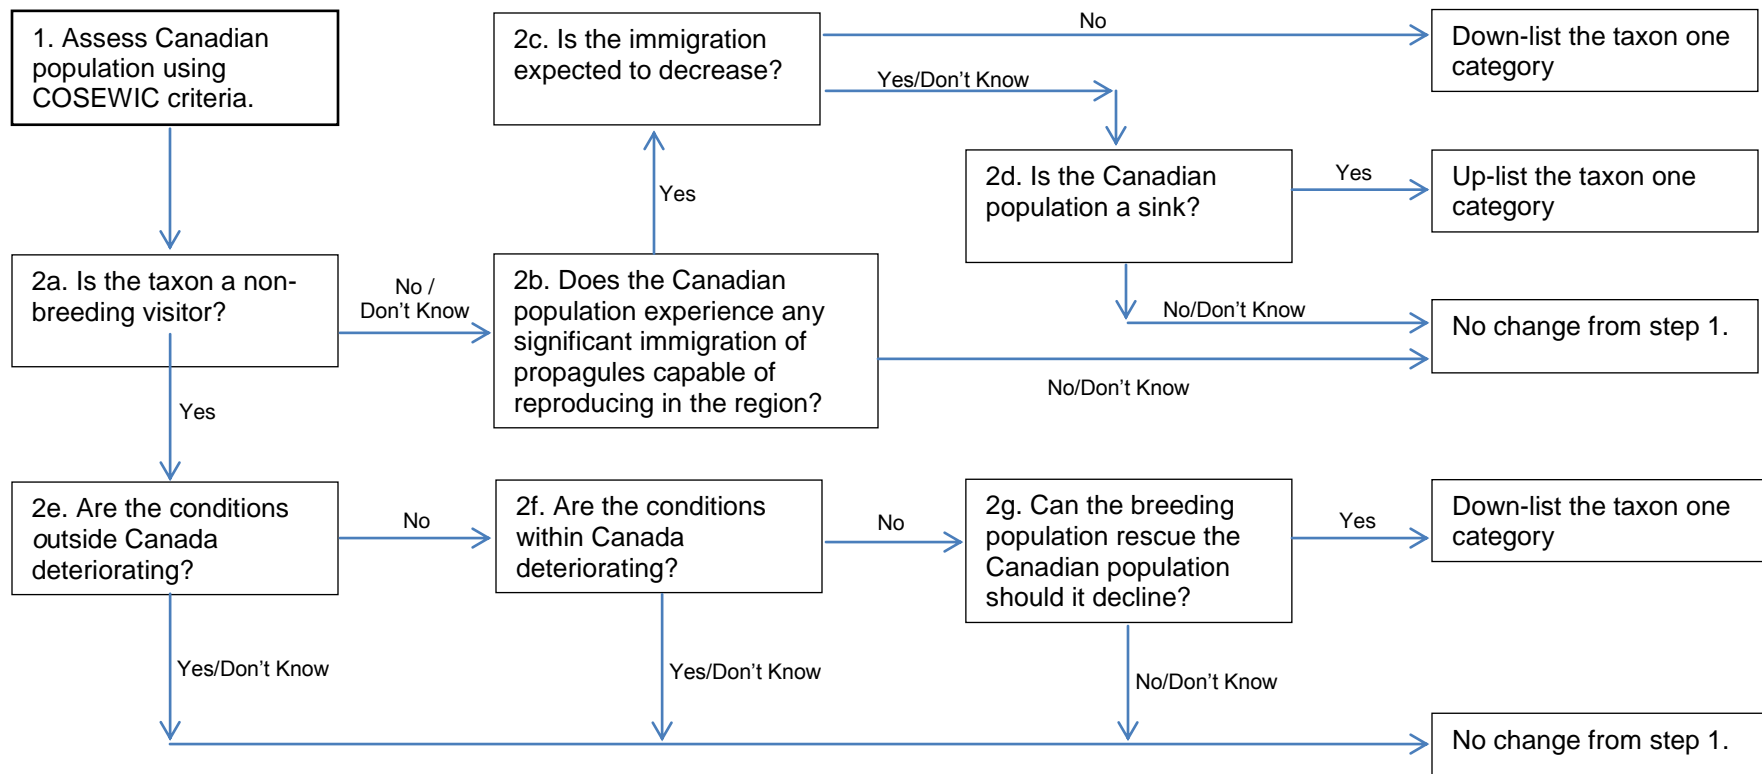 1. Assess Canadian
population using
COSEWIC criteria.
2c. Is the immigration
expected to decrease?
No
Down-list the taxon one
category
Yes/Don’t Know
2d. Is the Canadian
population a sink?
Yes
Up-list the taxon one
category
Yes
2a. Is the taxon a non-
breeding visitor?
No /
Don’t Know
2b. Does the Canadian
population experience any
significant immigration of
propagules capable of
reproducing in the region?
No/Don’t Know
No change from step 1.
No/Don’t Know
Yes
2e. Are the conditions
outside Canada
deteriorating?
No
2f. Are the conditions
within Canada
deteriorating?
No
2g. Can the breeding
population rescue the
Canadian population
should it decline?
Yes
Down-list the taxon one
category
Yes/Don’t Know
Yes/Don’t Know
No/Don’t Know
No change from step 1.